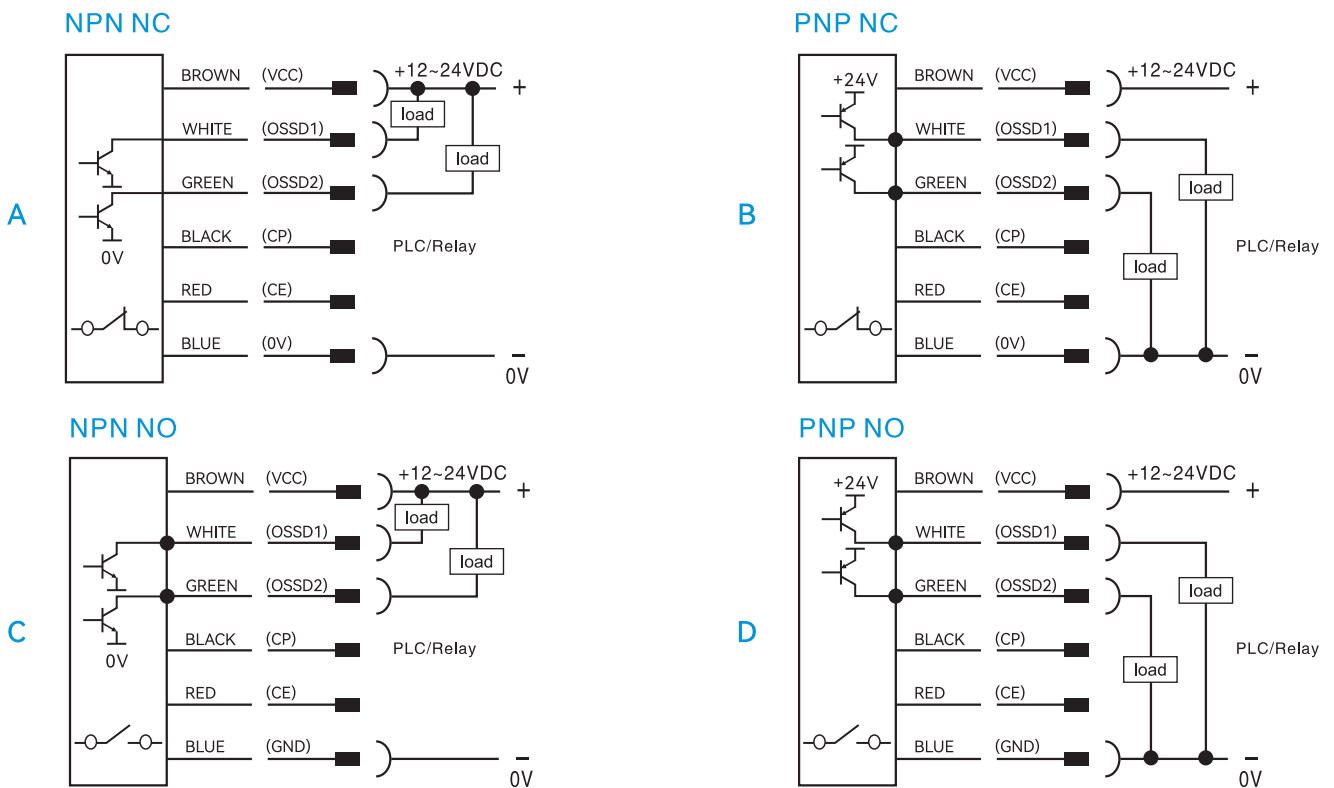 NPN NC
BROWN (VCC) +12~24VDC +
load
WHITE (OSSD1)
load
GREEN (OSSD2)
A
BLACK (CP) PLC/Relay
0V
RED (CE)
BLUE (0V) −
0V
PNP NC
+24V BROWN (VCC) +12~24VDC +
WHITE (OSSD1)
GREEN (OSSD2) load
B
BLACK (CP) PLC/Relay
load
RED (CE)
BLUE (0V) −
0V
NPN NO
BROWN (VCC) +12~24VDC +
load
WHITE (OSSD1)
load
GREEN (OSSD2)
C
BLACK (CP) PLC/Relay
0V
RED (CE)
BLUE (GND) −
0V
PNP NO
+24V BROWN (VCC) +12~24VDC +
WHITE (OSSD1)
GREEN (OSSD2) load
D
BLACK (CP) PLC/Relay
load
RED (CE)
BLUE (GND) −
0V